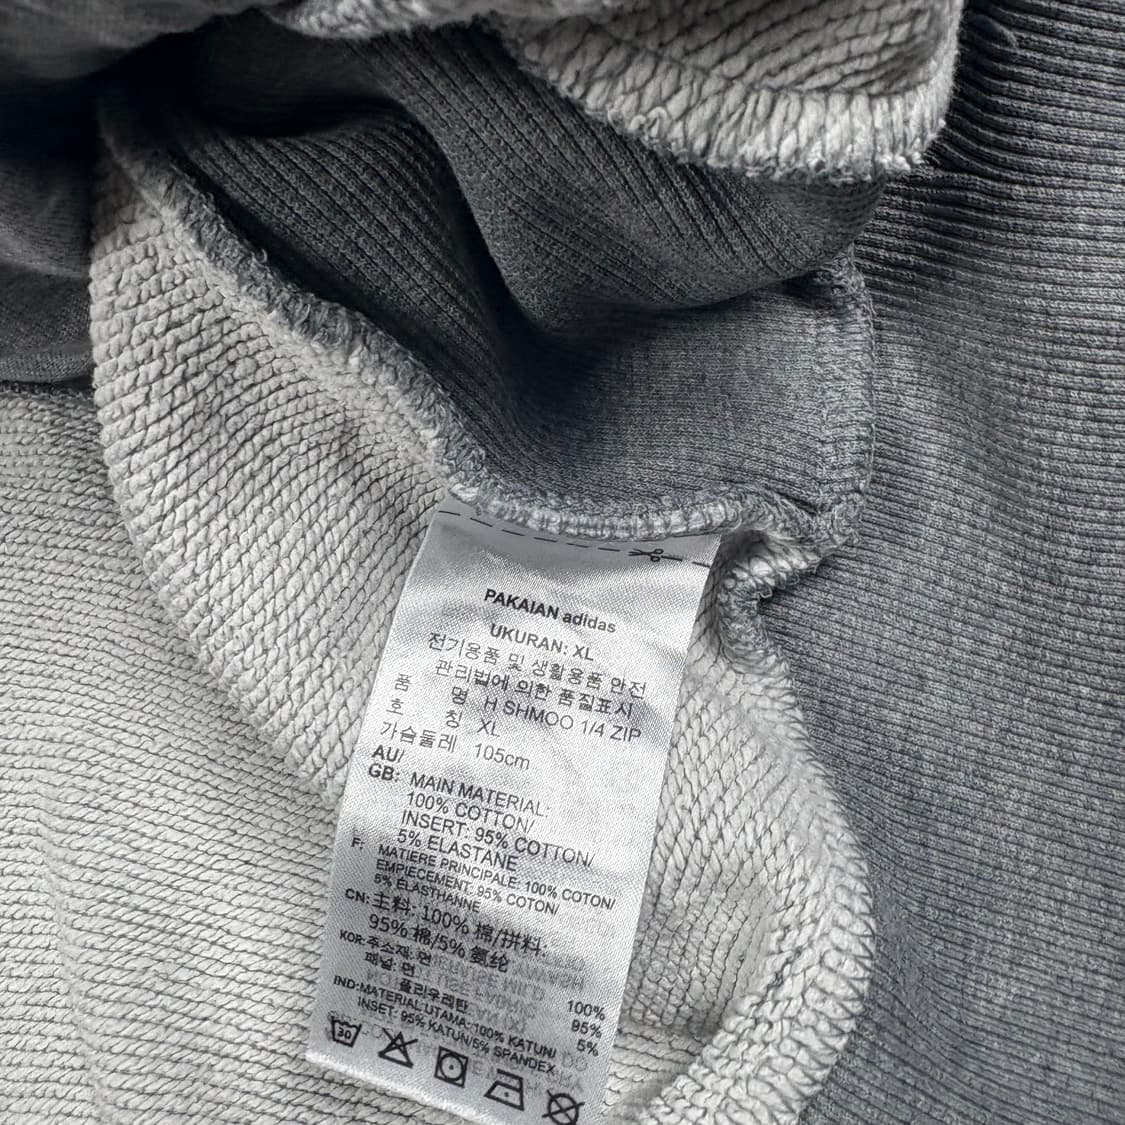 PAKAIAN adidas
UKURAN: XL
전기용품 및 생활용품 안전
관리법에 의한 품질표시
품 명 H SHMOO 1/4 ZIP
호 칭 XL
가슴둘레 105cm
AU/
GB: MAIN MATERIAL:
100% COTTON/
INSERT: 95% COTTON/
5% ELASTANE
F: MATIERE PRINCIPALE: 100% COTON/
EMPIECEMENT: 95% COTON/
5% ELASTHANNE
CN: 主料: 100% 棉/拼料:
95% 棉/5% 氨纶
KOR: 주소재: 면 100%
패널: 면 95%
폴리우레탄 5%
IND: MATERIAL UTAMA: 100% KATUN/
INSET: 95% KATUN/5% SPANDEX
30